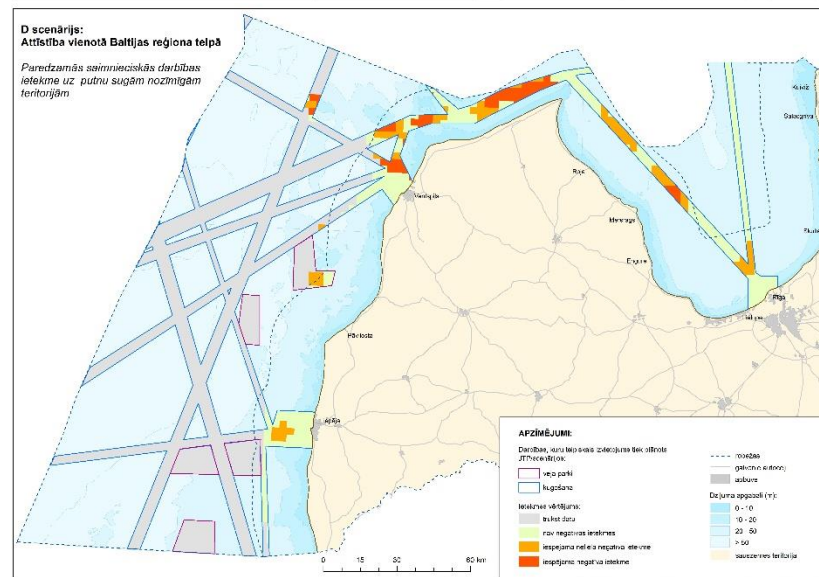 D scenārijs:
Attīstība vienotā Baltijas reģiona telpā
Paredzamās saimnieciskās darbības
ietekme uz putnu sugām nozīmīgām
teritorijām
Ventspils
Roja
Mērsrags
Engure
Rīga
Pāvilosta
APZĪMĒJUMI:
vēja parki
kuģošana
Ietekmes vērtējums:
trūkst datu
nav negatīvas ietekmes
iespējama neliela negatīva ietekme
iespējama negatīva ietekme
robežas
galvenie autoceļi
apbūve
Dziļuma apgabali (m):
0 - 10
10 - 20
20 - 50
> 50
sauszemes teritorija
0 15 30 60 km